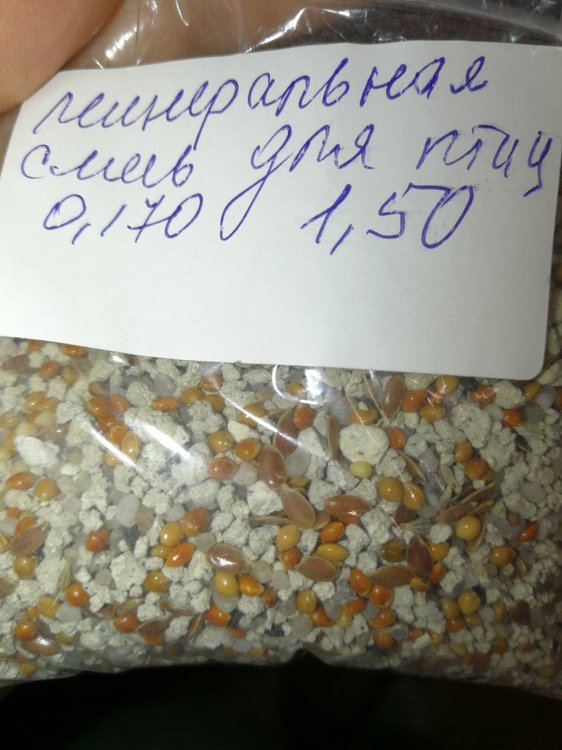 минеральная
смесь для птиц
0,170 1,50